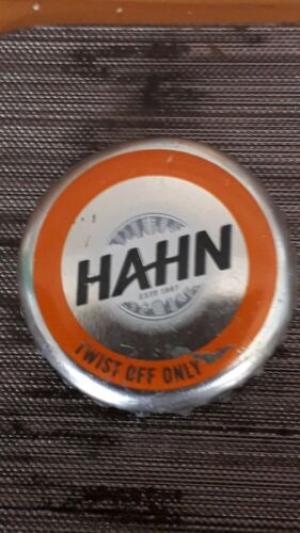 HAHN
ESTD 1987
TWIST OFF ONLY